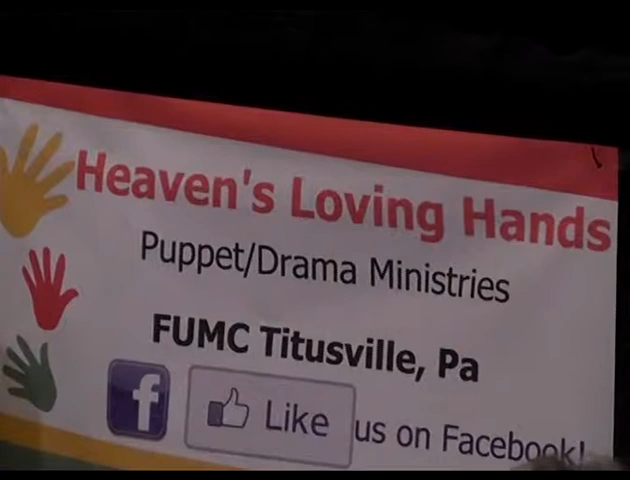 Heaven's Loving Hands
Puppet/Drama Ministries
FUMC Titusville, Pa
f Like us on Facebook!